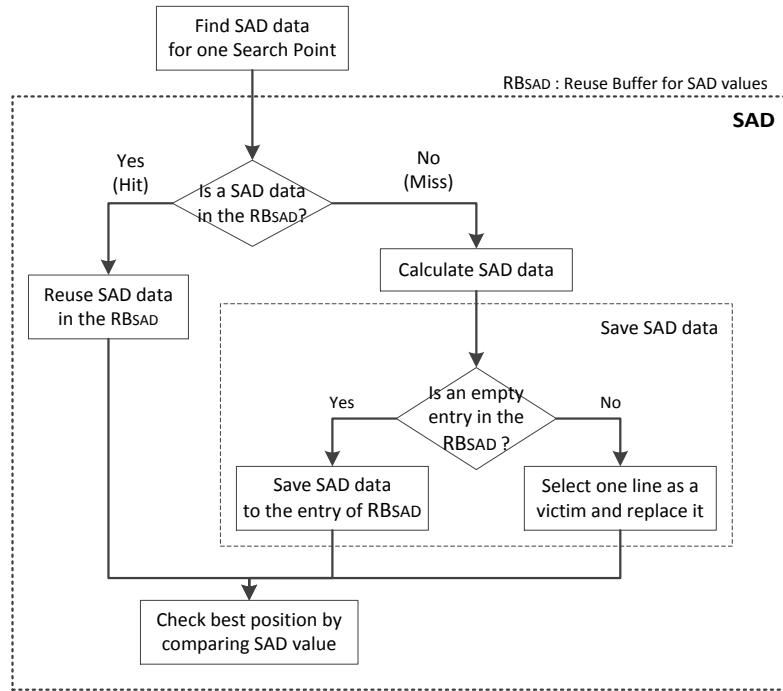 Find SAD data
for one Search Point
RBSAD : Reuse Buffer for SAD values
SAD
Yes
(Hit)
No
(Miss)
Is a SAD data
in the RBSAD?
Calculate SAD data
Reuse SAD data
in the RBSAD
Save SAD data
Is an empty
entry in the
RBSAD ?
Yes
No
Save SAD data
to the entry of RBSAD
Select one line as a
victim and replace it
Check best position by
comparing SAD value